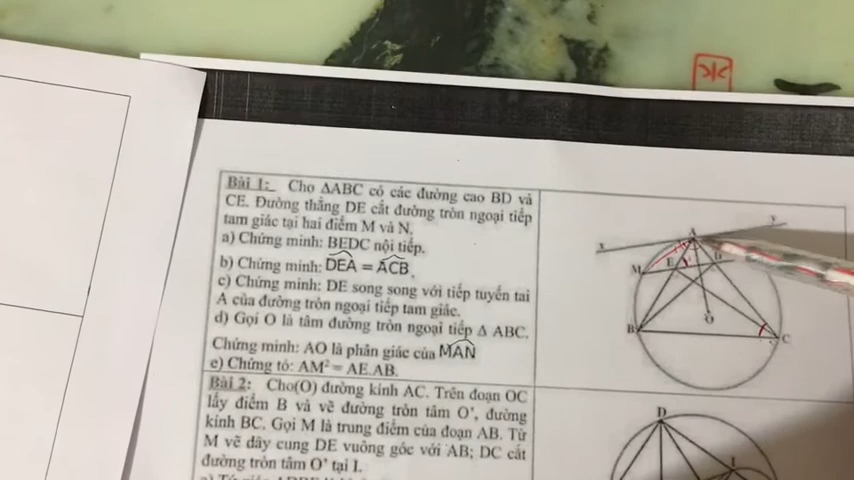 Bài 1: Cho ΔABC có các đường cao BD và
CE. Đường thẳng DE cắt đường tròn ngoại tiếp
tam giác tại hai điểm M và N.
a) Chứng minh: BEDC nội tiếp.
b) Chứng minh: DEA = ACB.
c) Chứng minh: DE song song với tiếp tuyến tại
A của đường tròn ngoại tiếp tam giác.
d) Gọi O là tâm đường tròn ngoại tiếp Δ ABC.
Chứng minh: AO là phân giác của MAN
e) Chứng tỏ: AM² = AE.AB.
Bài 2: Cho(O) đường kính AC. Trên đoạn OC
lấy điểm B và vẽ đường tròn tâm O', đường
kính BC. Gọi M là trung điểm của đoạn AB. Từ
M vẽ dây cung DE vuông góc với AB; DC cắt
đường tròn tâm O' tại I.
x A y
M E D
O
B C
D
I